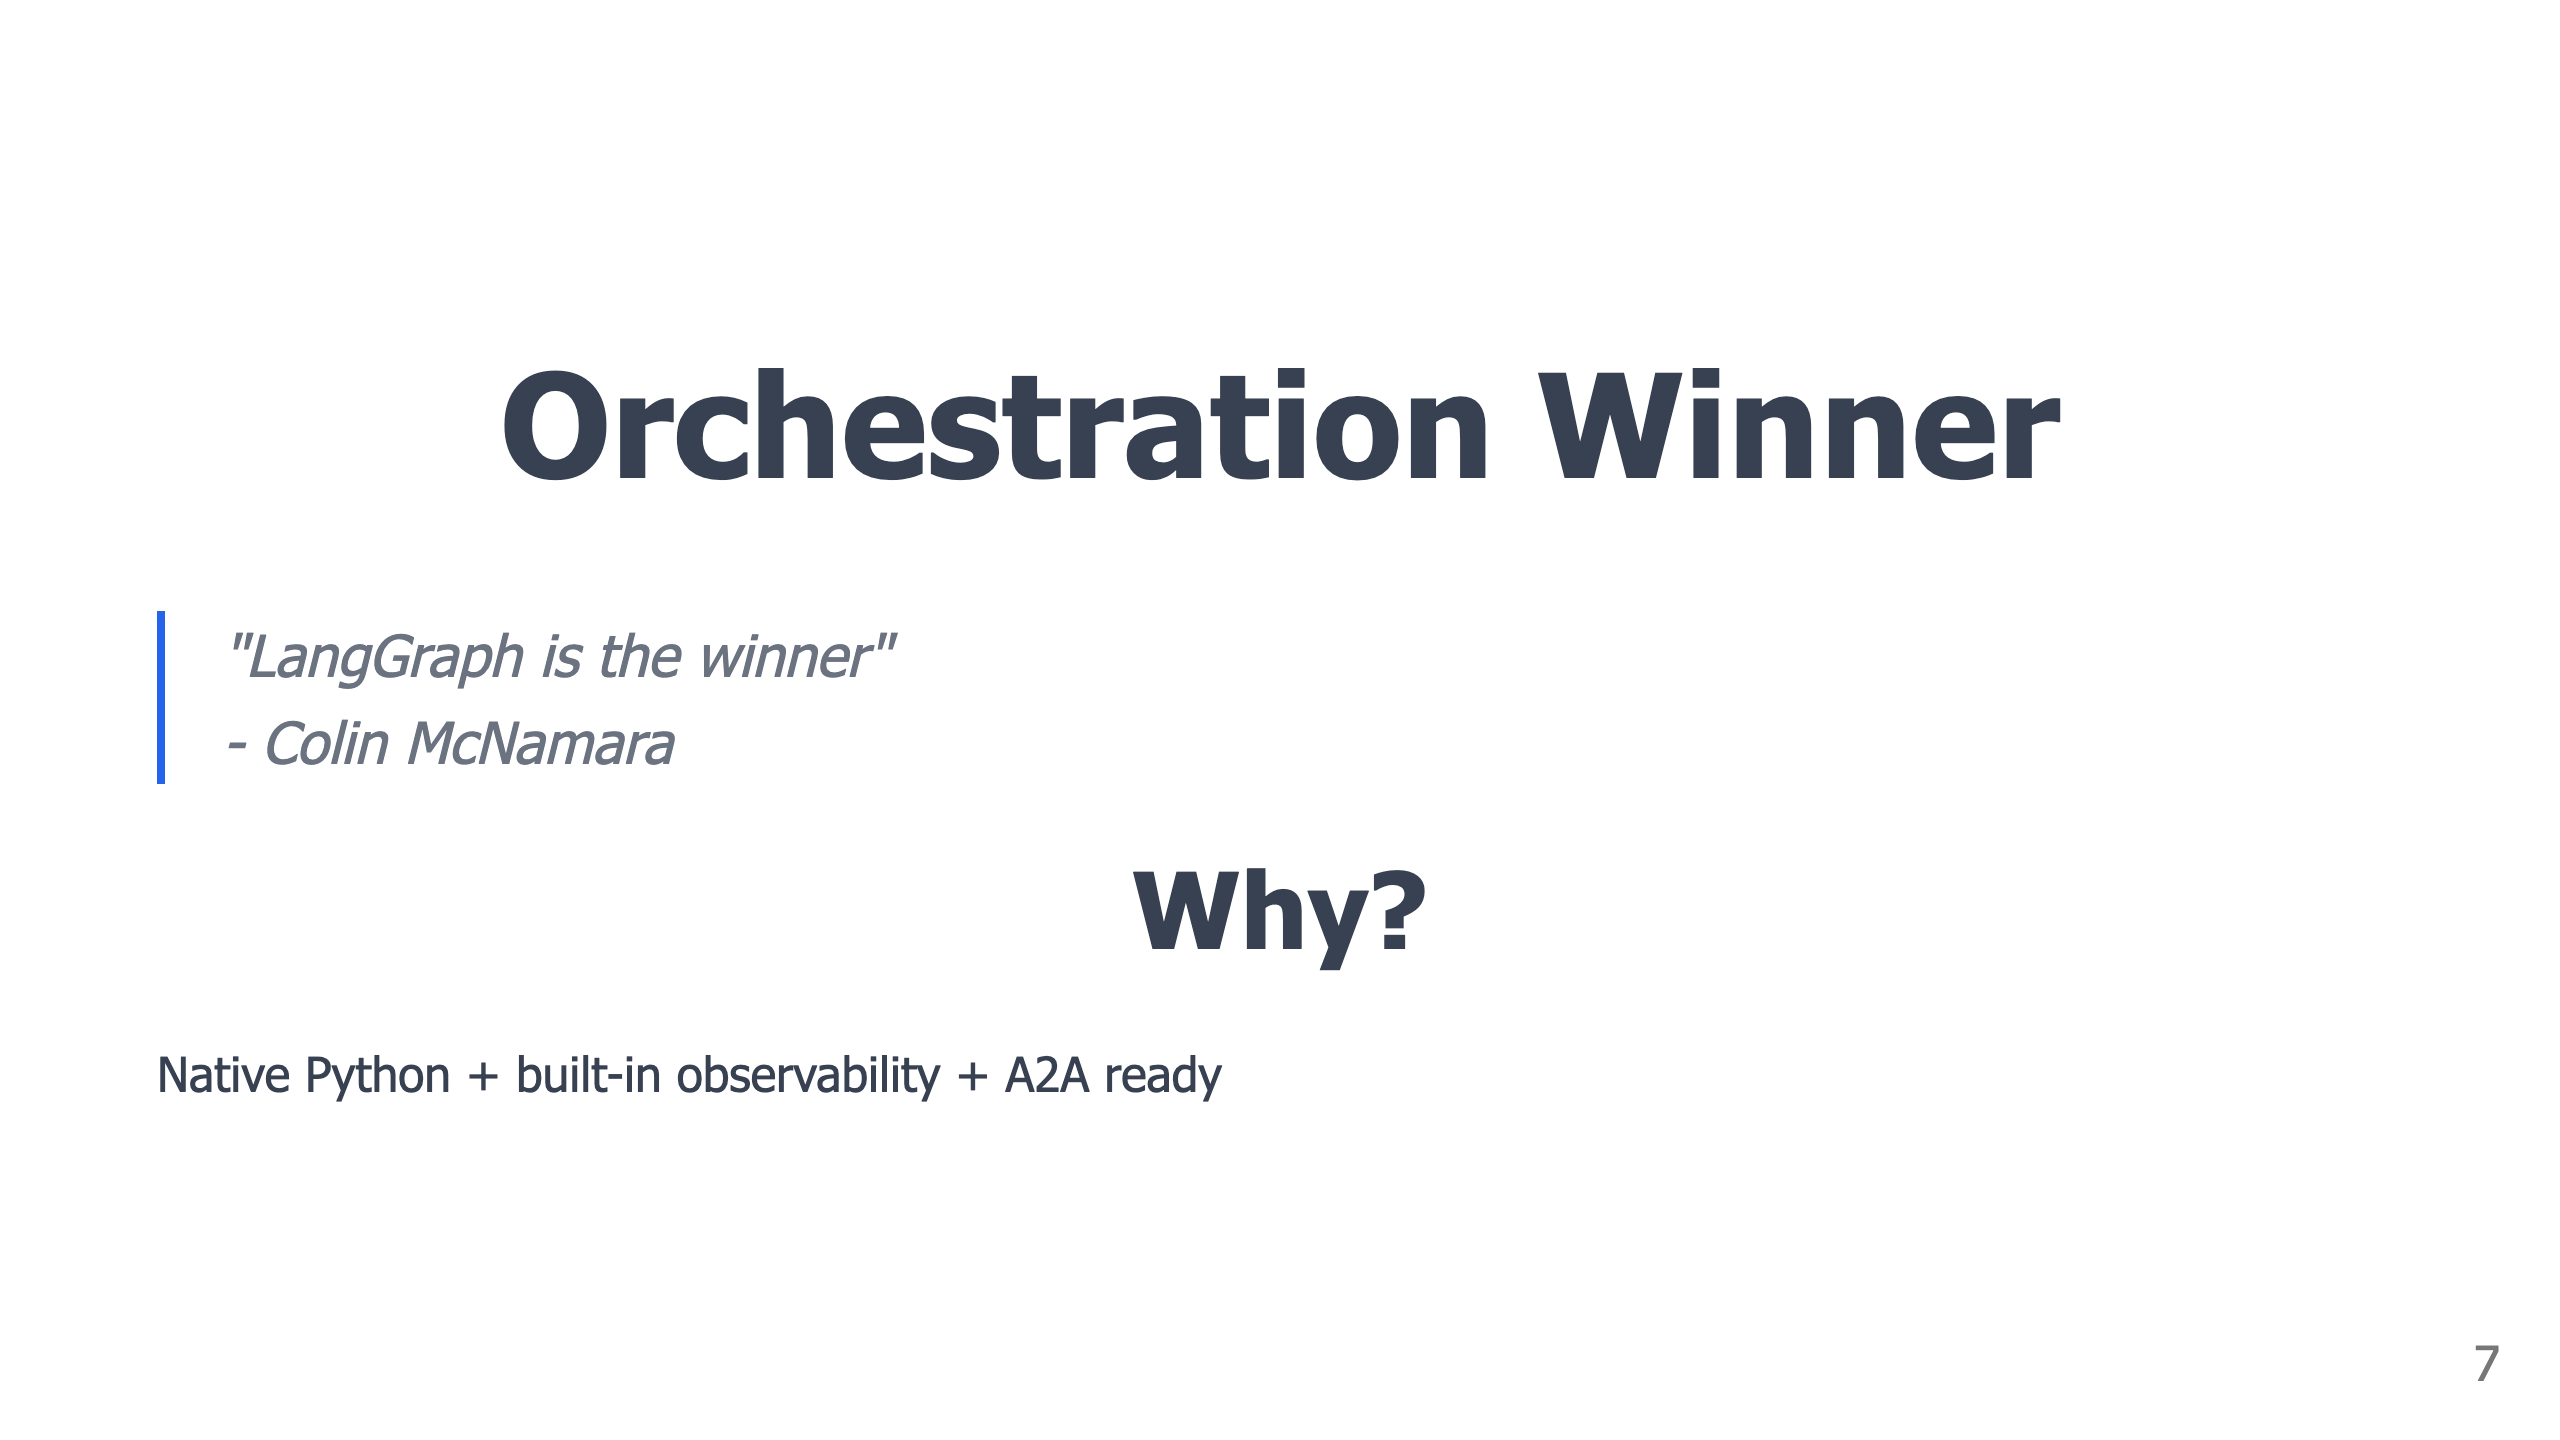 Orchestration Winner
"LangGraph is the winner"
- Colin McNamara
Why?
Native Python + built-in observability + A2A ready
7